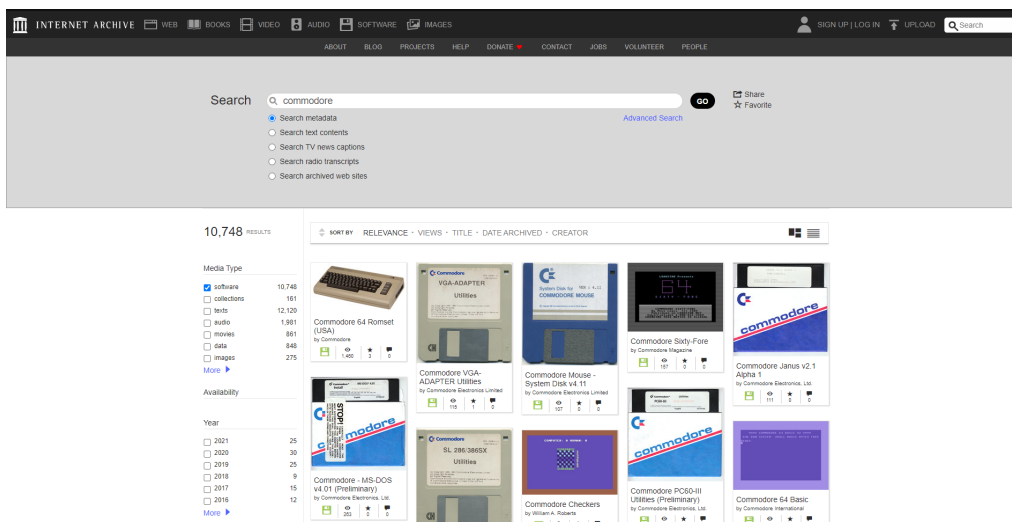 INTERNET ARCHIVE WEB BOOKS VIDEO AUDIO SOFTWARE IMAGES SIGN UP | LOG IN UPLOAD Search
ABOUT BLOG PROJECTS HELP DONATE CONTACT JOBS VOLUNTEER PEOPLE
Search commodore GO
Share
Favorite
Search metadata
Advanced Search
Search text contents
Search TV news captions
Search radio transcripts
Search archived web sites
10,748 RESULTS
SORT BY RELEVANCE · VIEWS · TITLE · DATE ARCHIVED · CREATOR
Media Type
software 10,748
collections 161
texts 12,120
audio 1,981
movies 861
data 848
images 275
More
Availability
Year
2021 25
2020 30
2019 25
2018 9
2017 15
2016 12
More
Commodore 64 Romset
(USA)
by Commodore
1,460 3 0
Commodore
VGA-ADAPTER
Utilities
Commodore VGA-
ADAPTER Utilities
by Commodore Electronics Limited
115 1 0
System Disk for VER : 4.11
COMMODORE MOUSE
Commodore Mouse -
System Disk v4.11
by Commodore Electronics Limited
107 0 0
64
Commodore Sixty-Fore
by Commodore Magazine
167 0 0
commodore
Commodore Janus v2.1
Alpha 1
by Commodore Electronics, Ltd.
111 0 0
STOP!
commodore
Commodore - MS-DOS
v4.01 (Preliminary)
by Commodore Electronics, Ltd.
263 0 0
Commodore
SL 286/386SX
Utilities
Commodore Checkers
by William A. Roberts
commodore
Commodore PC60-III
Utilities (Preliminary)
by Commodore Electronics, Ltd.
Commodore 64 Basic
by Commodore International